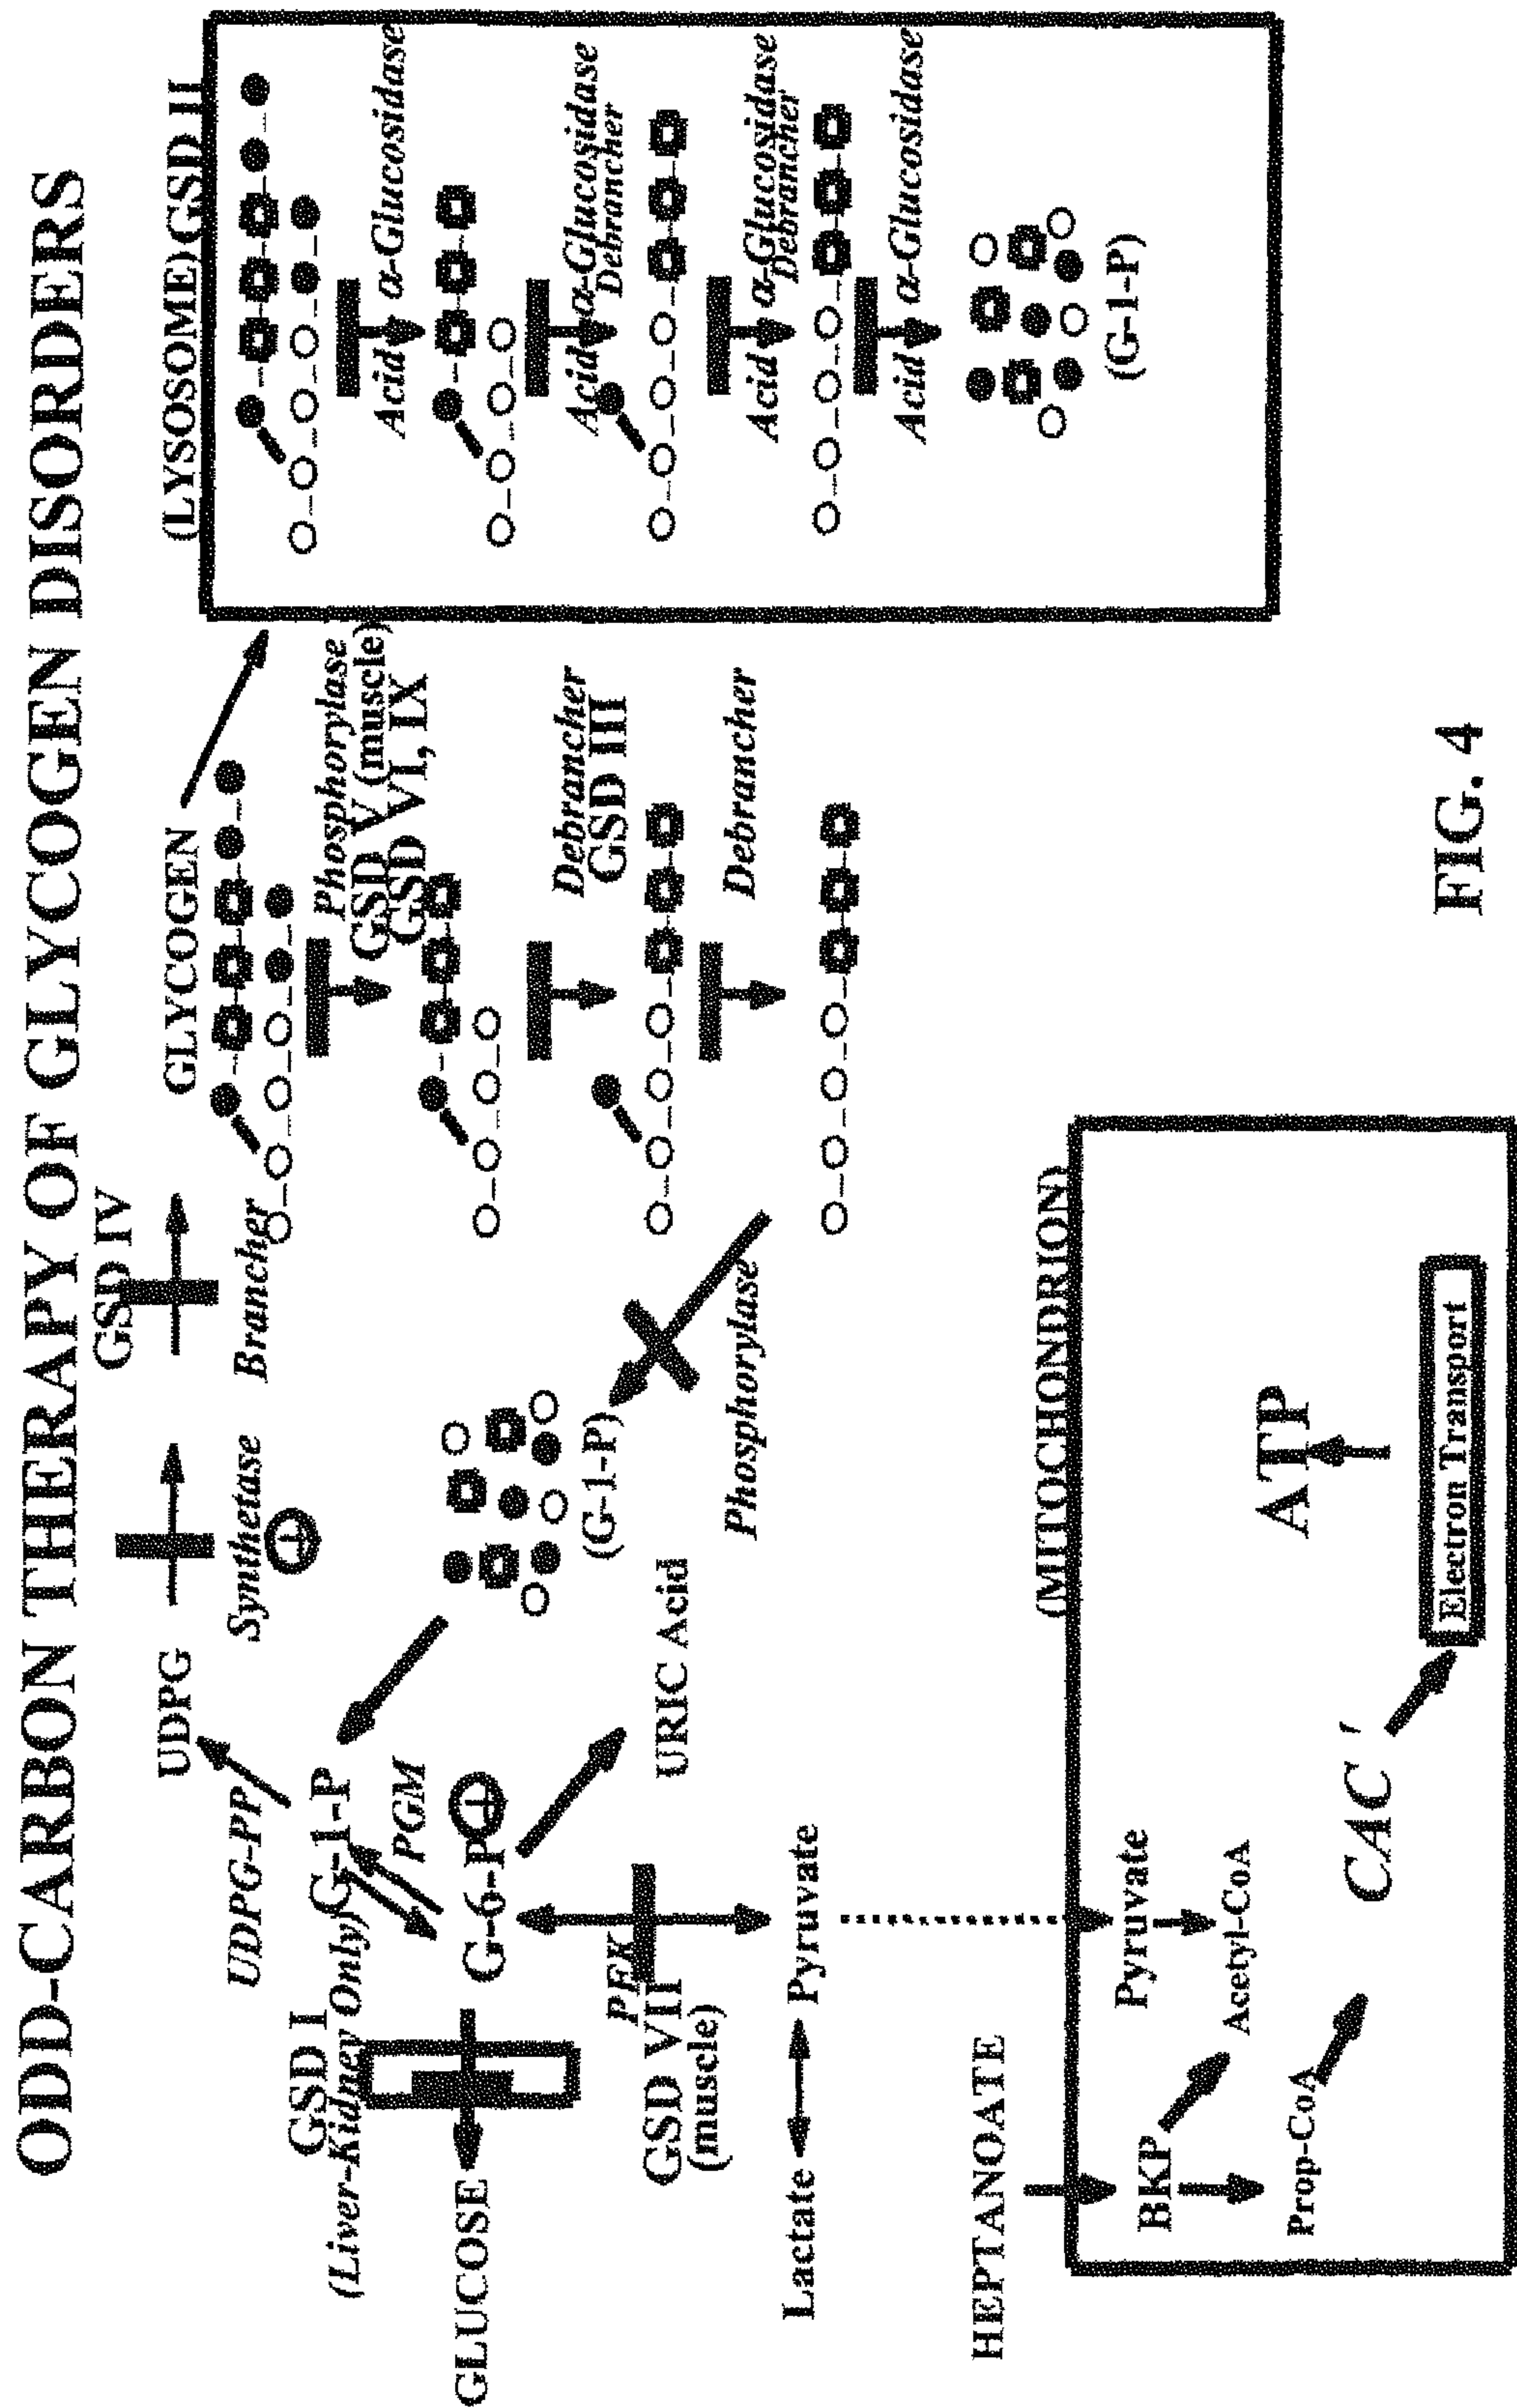 ODD-CARBON THERAPY OF GLYCOGEN DISORDERS
GSD IV
UDPG
GLYCOGEN
(LYSOSOME) GSD II
UDPG-PP
Synthetase
Brancher
GSD I
(Liver-Kidney Only)
G-1-P
PGM
Phosphorylase
GSD V (muscle)
GSD VI, IX
Acid α-Glucosidase
GLUCOSE
G-6-P
(G-1-P)
Debrancher
GSD III
Acid α-Glucosidase
Debrancher
PFK
GSD VII
(muscle)
URIC Acid
Phosphorylase
Debrancher
Acid α-Glucosidase
Debrancher
Lactate
Pyruvate
Acid α-Glucosidase
(G-1-P)
HEPTANOATE
(MITOCHONDRION)
BKP
Pyruvate
Acetyl-CoA
Prop-CoA
ATP
CAC '
Electron Transport
FIG. 4